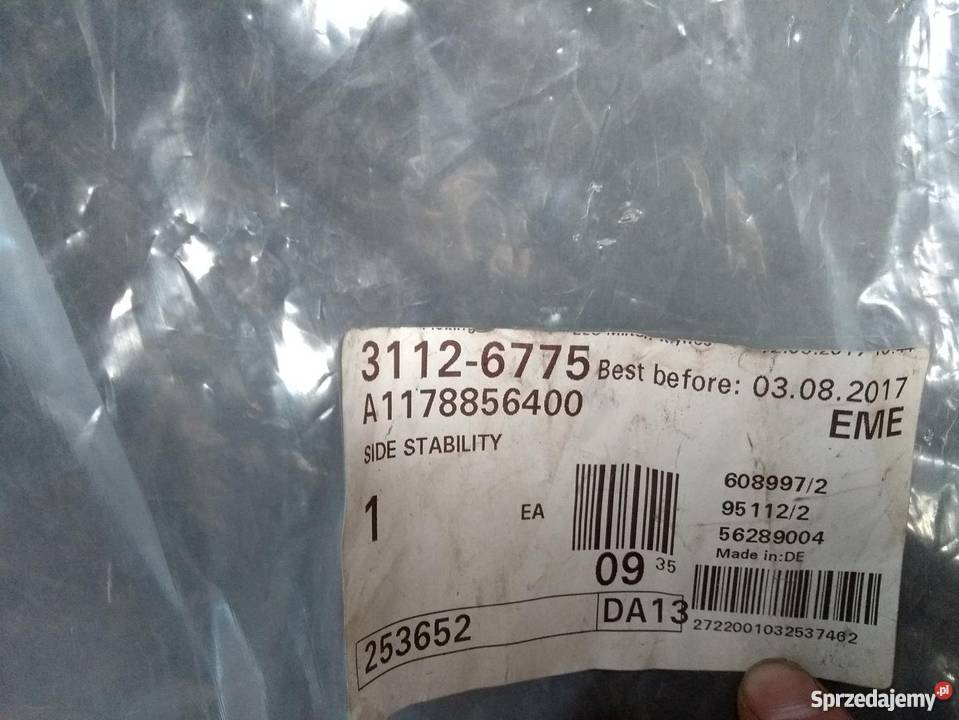 3112-6775 Best before: 03.08.2017
A1178856400 EME
SIDE STABILITY
608997/2
1 EA 95112/2
56289004
Made in:DE
09 35
DA13
2722001032537462
253652
Sprzedajemy.pl